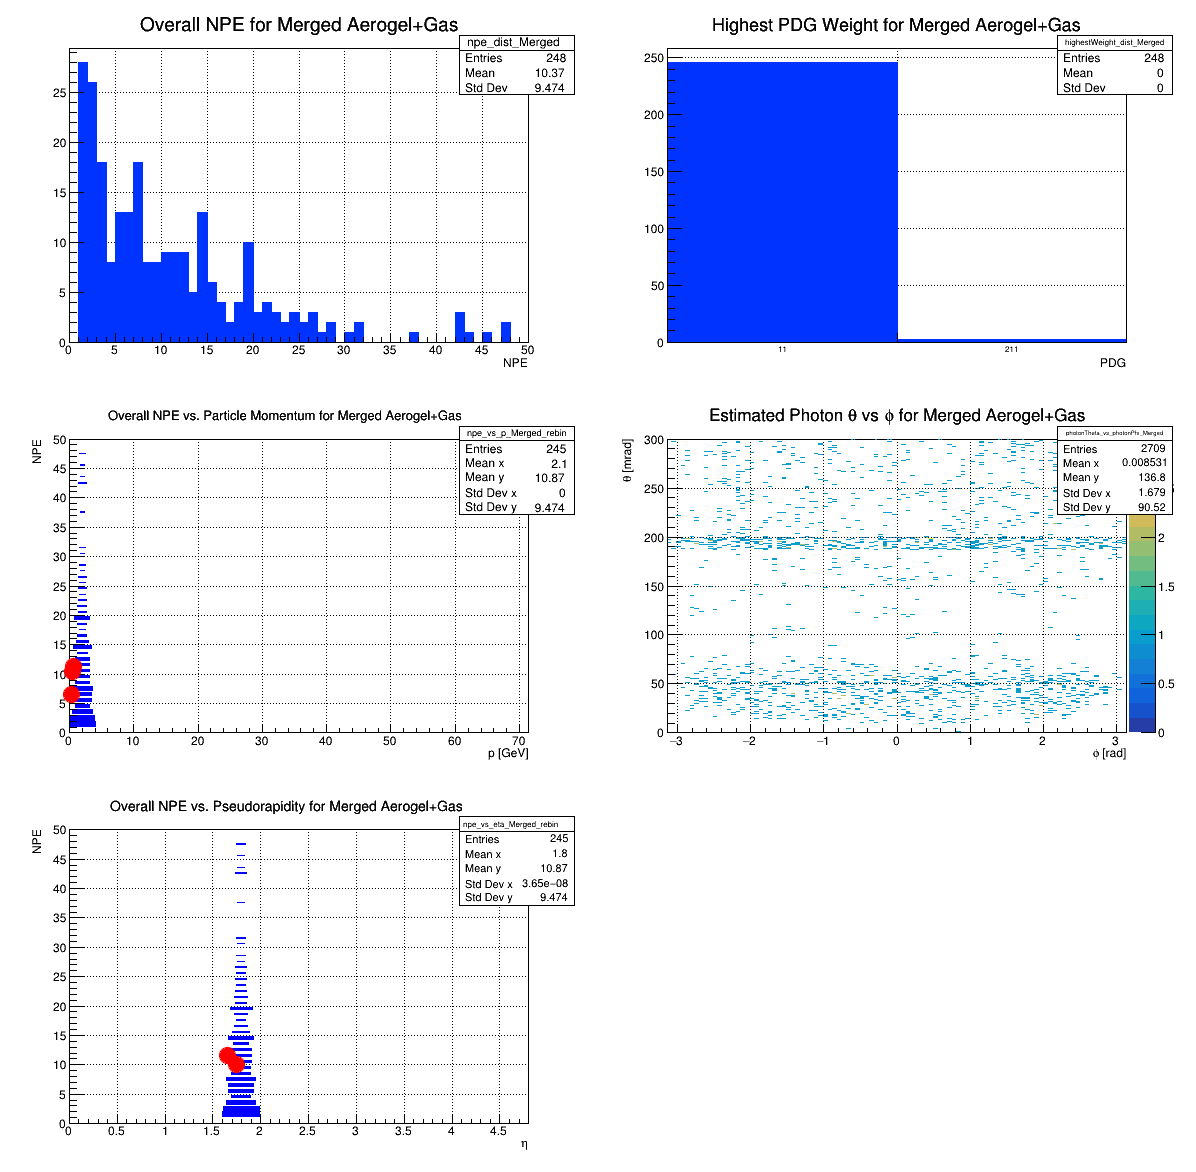 Overall NPE for Merged Aerogel+Gas
npe_dist_Merged
Entries 248
Mean 10.37
Std Dev 9.474
25
20
15
10
5
0
0 5 10 15 20 25 30 35 40 45 50
NPE
Highest PDG Weight for Merged Aerogel+Gas
highestWeight_dist_Merged
Entries 248
Mean 0
Std Dev 0
250
200
150
100
50
0
11 211
PDG
Overall NPE vs. Particle Momentum for Merged Aerogel+Gas
npe_vs_p_Merged_rebin
Entries 245
Mean x 2.1
Mean y 10.87
Std Dev x 0
Std Dev y 9.474
NPE
50
45
40
35
30
25
20
15
10
5
0
0 10 20 30 40 50 60 70
p [GeV]
Estimated Photon θ vs ϕ for Merged Aerogel+Gas
photonTheta_vs_photonPhi_Merged
Entries 2709
Mean x 0.008531
Mean y 136.8
Std Dev x 1.679
Std Dev y 90.52
θ [mrad]
300
250
200
150
100
50
0
−3 −2 −1 0 1 2 3
ϕ [rad]
2
1.5
1
0.5
0
Overall NPE vs. Pseudorapidity for Merged Aerogel+Gas
npe_vs_eta_Merged_rebin
Entries 245
Mean x 1.8
Mean y 10.87
Std Dev x 3.65e−08
Std Dev y 9.474
NPE
50
45
40
35
30
25
20
15
10
5
0
0 0.5 1 1.5 2 2.5 3 3.5 4 4.5
η